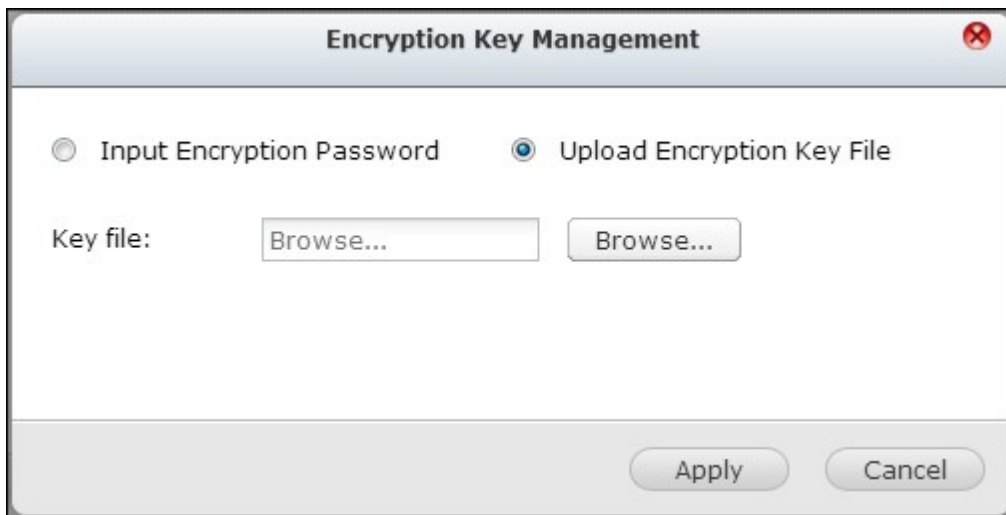 Encryption Key Management
Input Encryption Password Upload Encryption Key File
Key file: Browse... Browse...
Apply Cancel